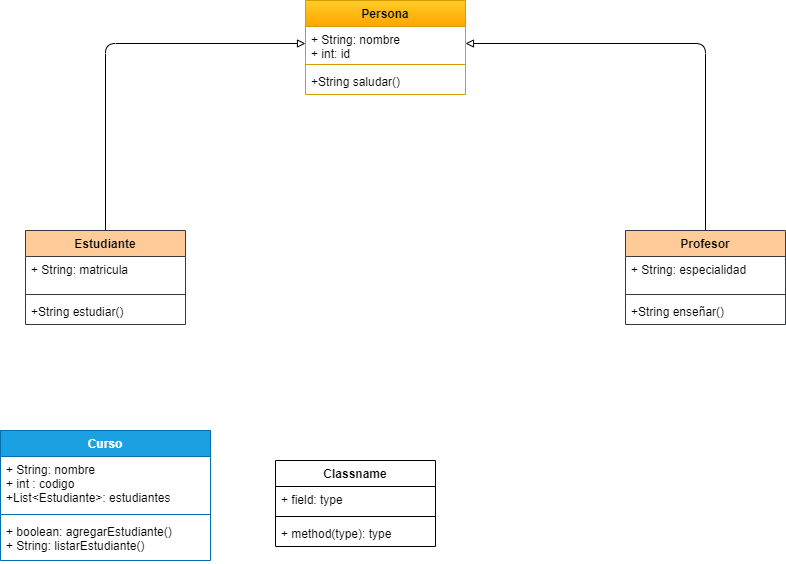 Persona
+ String: nombre
+ int: id
+String saludar()
Estudiante
+ String: matricula
+String estudiar()
Profesor
+ String: especialidad
+String enseñar()
Curso
+ String: nombre
+ int : codigo
+List<Estudiante>: estudiantes
+ boolean: agregarEstudiante()
+ String: listarEstudiante()
Classname
+ field: type
+ method(type): type